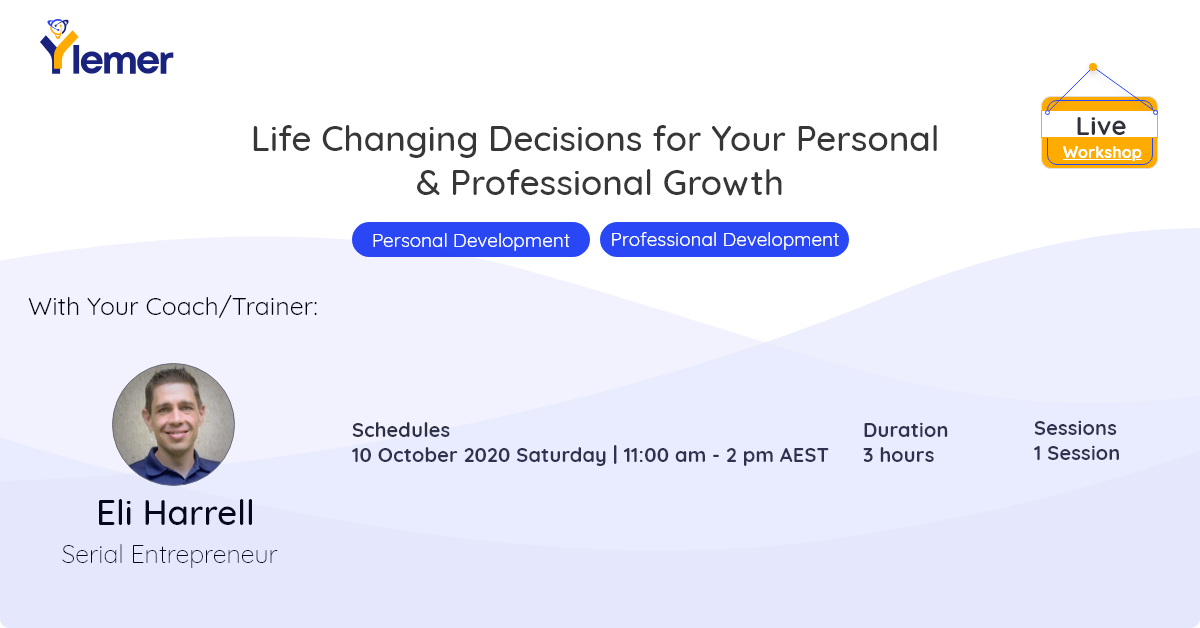 Ylemer
Live
Workshop
Life Changing Decisions for Your Personal
& Professional Growth
Personal Development
Professional Development
With Your Coach/Trainer:
Eli Harrell
Serial Entrepreneur
Schedules
10 October 2020 Saturday | 11:00 am - 2 pm AEST
Duration
3 hours
Sessions
1 Session